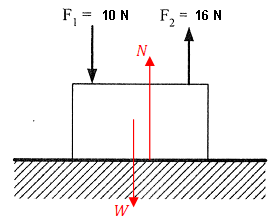 F₁ = 10 N F₂ = 16 N
N
W